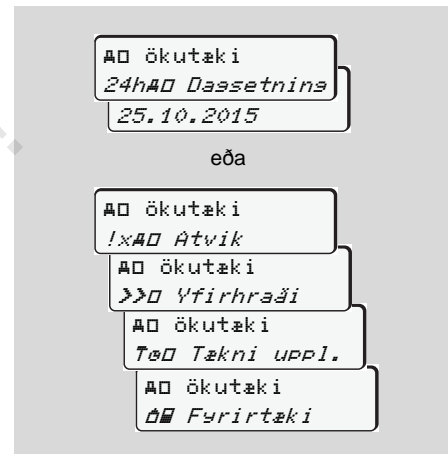 ökutæki
24h Dagsetning
25.10.2015
eða
ökutæki
!x Atvik
ökutæki
>> Yfirhraði
ökutæki
T Tækni uppl.
ökutæki
Fyrirtæki